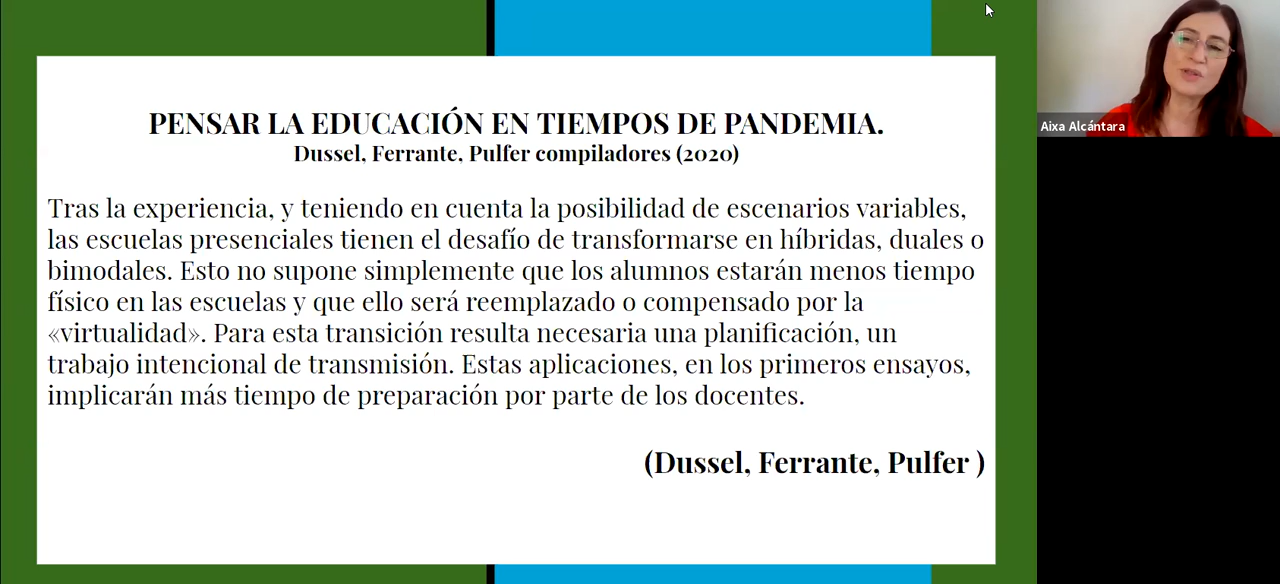 PENSAR LA EDUCACIÓN EN TIEMPOS DE PANDEMIA.
Dussel, Ferrante, Pulfer compiladores (2020)
Tras la experiencia, y teniendo en cuenta la posibilidad de escenarios variables,
las escuelas presenciales tienen el desafío de transformarse en híbridas, duales o
bimodales. Esto no supone simplemente que los alumnos estarán menos tiempo
físico en las escuelas y que ello será reemplazado o compensado por la
«virtualidad». Para esta transición resulta necesaria una planificación, un
trabajo intencional de transmisión. Estas aplicaciones, en los primeros ensayos,
implicarán más tiempo de preparación por parte de los docentes.
(Dussel, Ferrante, Pulfer )
Aixa Alcántara